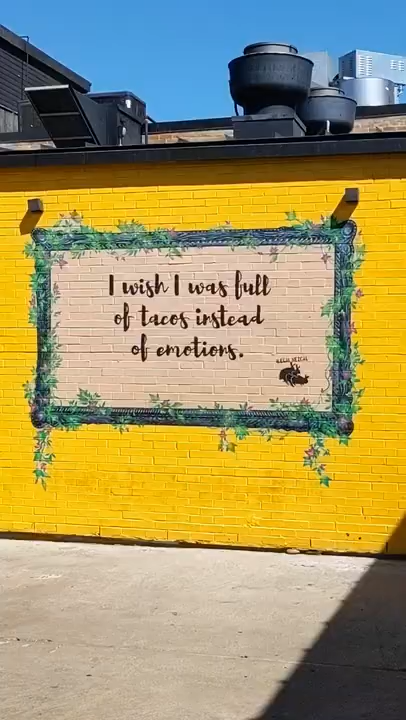 I wish I was full
of tacos instead
of emotions.